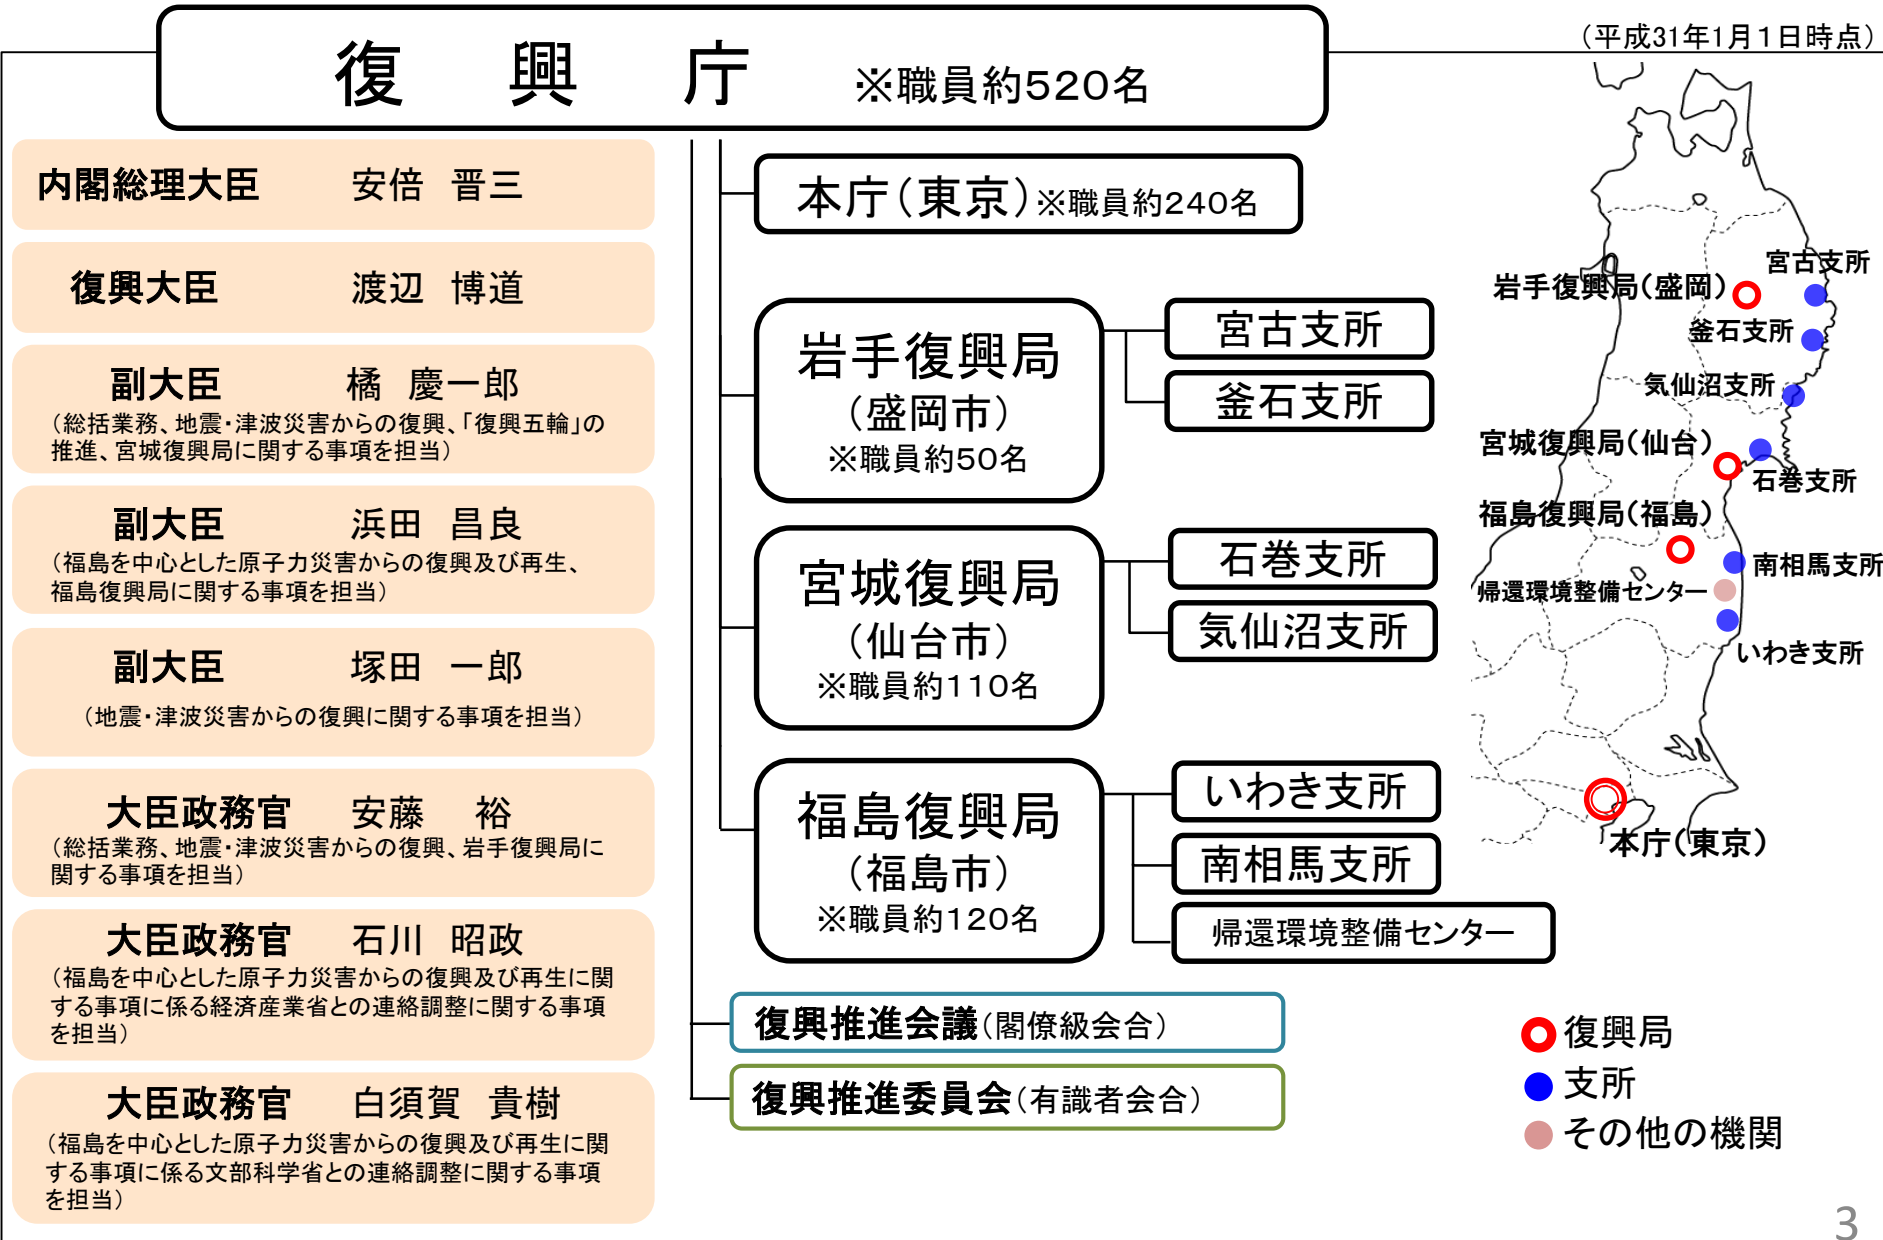 復興庁 ※職員約520名
(平成31年1月1日時点)
内閣総理大臣 安倍 晋三
復興大臣 渡辺 博道
副大臣 橘 慶一郎
(総括業務、地震・津波災害からの復興、「復興五輪」の
推進、宮城復興局に関する事項を担当)
副大臣 浜田 昌良
(福島を中心とした原子力災害からの復興及び再生、
福島復興局に関する事項を担当)
副大臣 塚田 一郎
(地震・津波災害からの復興に関する事項を担当)
大臣政務官 安藤 裕
(総括業務、地震・津波災害からの復興、岩手復興局に
関する事項を担当)
大臣政務官 石川 昭政
(福島を中心とした原子力災害からの復興及び再生に関
する事項に係る経済産業省との連絡調整に関する事項
を担当)
大臣政務官 白須賀 貴樹
(福島を中心とした原子力災害からの復興及び再生に関
する事項に係る文部科学省との連絡調整に関する事項
を担当)
本庁(東京)※職員約240名
岩手復興局
(盛岡市)
※職員約50名
宮古支所
釜石支所
宮城復興局
(仙台市)
※職員約110名
石巻支所
気仙沼支所
福島復興局
(福島市)
※職員約120名
いわき支所
南相馬支所
帰還環境整備センター
復興推進会議(閣僚級会合)
復興推進委員会(有識者会合)
宮古支所
岩手復興局(盛岡)
釜石支所
気仙沼支所
宮城復興局(仙台)
石巻支所
福島復興局(福島)
南相馬支所
帰還環境整備センター
いわき支所
本庁(東京)
復興局
支所
その他の機関
3